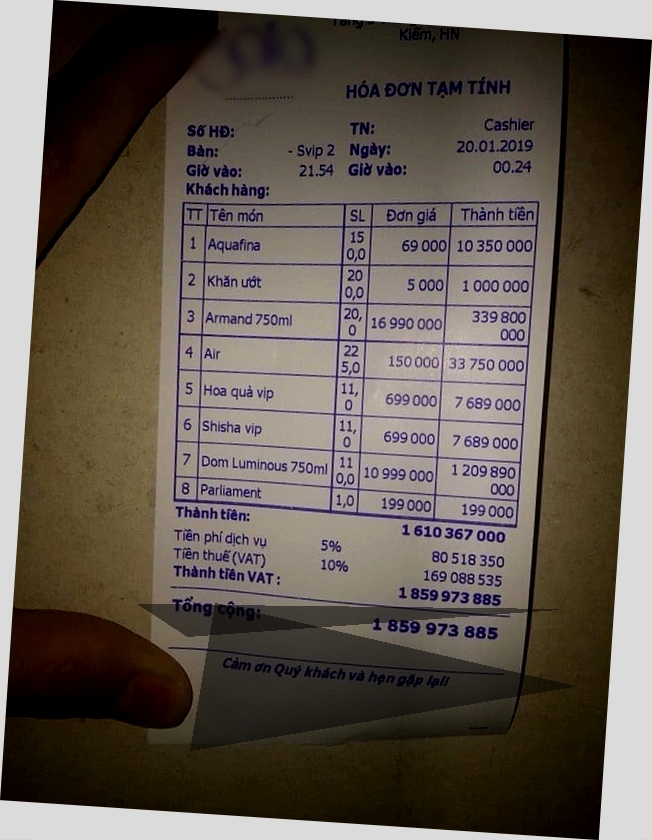 Kiếm, HN
HÓA ĐƠN TẠM TÍNH
Số HĐ: TN: Cashier
Bàn: - Svip 2 Ngày: 20.01.2019
Giờ vào: 21.54 Giờ vào: 00.24
Khách hàng:
TT Tên món SL Đơn giá Thành tiền
1 Aquafina 150,0 69 000 10 350 000
2 Khăn ướt 200,0 5 000 1 000 000
3 Armand 750ml 20,0 16 990 000 339 800 000
4 Air 225,0 150 000 33 750 000
5 Hoa quả vip 11,0 699 000 7 689 000
6 Shisha vip 11,0 699 000 7 689 000
7 Dom Luminous 750ml 110,0 10 999 000 1 209 890 000
8 Parliament 1,0 199 000 199 000
Thành tiền: 1 610 367 000
Tiền phí dịch vụ 5% 80 518 350
Tiền thuế (VAT) 10% 169 088 535
Thành tiền VAT : 1 859 973 885
Tổng cộng: 1 859 973 885
Cảm ơn Quý khách và hẹn gặp lại!